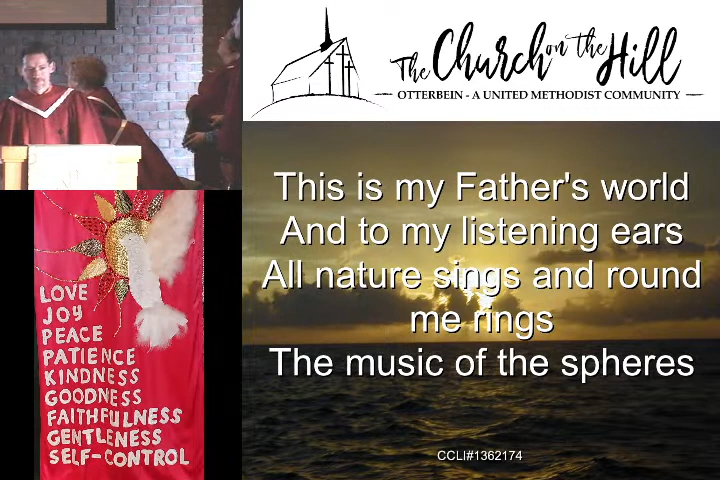 The Church on the Hill
OTTERBEIN - A UNITED METHODIST COMMUNITY
This is my Father's world
And to my listening ears
All nature sings and round
me rings
The music of the spheres
CCLI#1362174
LOVE
JOY
PEACE
PATIENCE
KINDNESS
GOODNESS
FAITHFULNESS
GENTLENESS
SELF-CONTROL